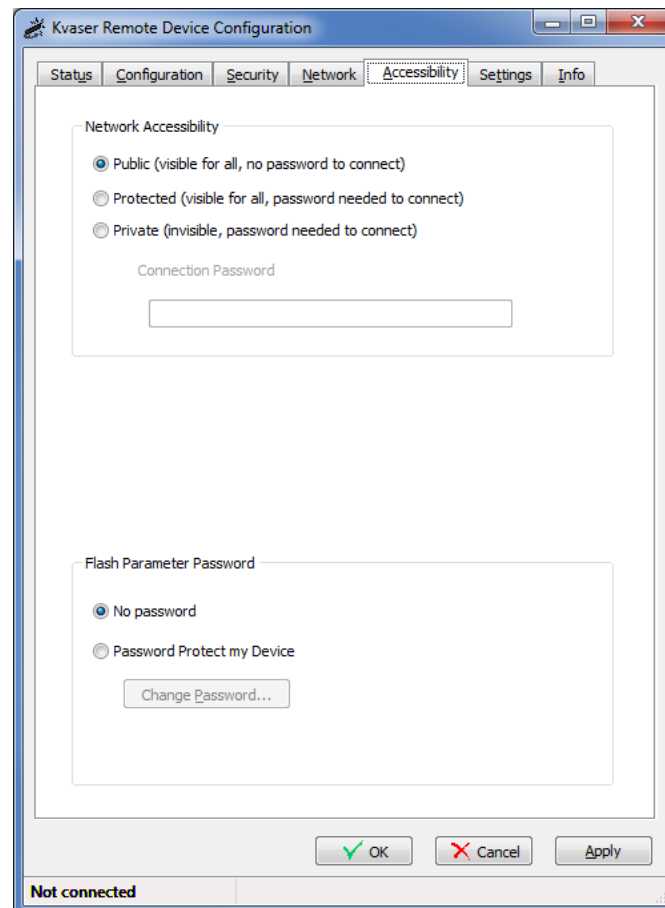 Kvaser Remote Device Configuration
Status Configuration Security Network Accessibility Settings Info
Network Accessibility
Public (visible for all, no password to connect)
Protected (visible for all, password needed to connect)
Private (invisible, password needed to connect)
Connection Password
Flash Parameter Password
No password
Password Protect my Device
Change Password...
OK Cancel Apply
Not connected